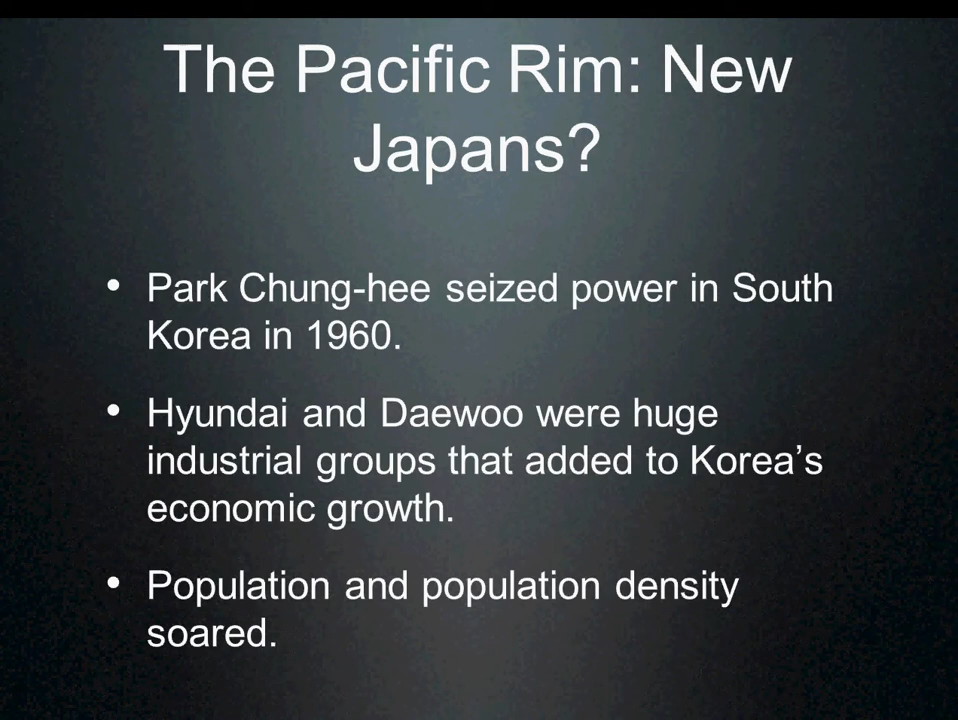 The Pacific Rim: New
Japans?
• Park Chung-hee seized power in South
Korea in 1960.
• Hyundai and Daewoo were huge
industrial groups that added to Korea’s
economic growth.
• Population and population density
soared.